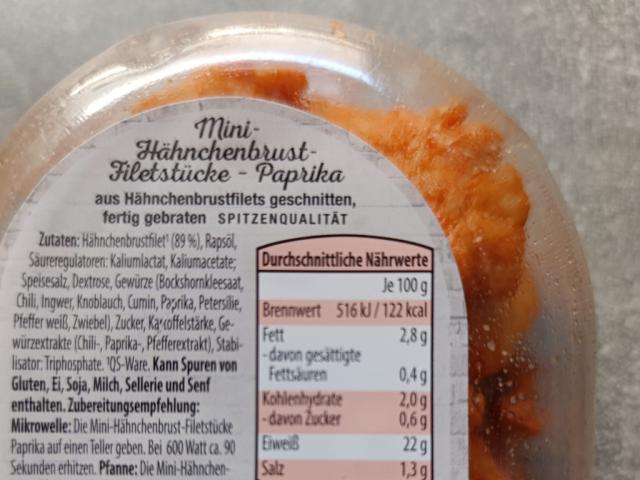 Mini-
Hähnchenbrust-
Filetstücke - Paprika
aus Hähnchenbrustfilets geschnitten,
fertig gebraten SPITZENQUALITÄT
Zutaten: Hähnchenbrustfilet¹ (89 %), Rapsöl,
Säureregulatoren: Kaliumlactat, Kaliumacetate;
Speisesalz, Dextrose, Gewürze (Bockshornkleesaat,
Chili, Ingwer, Knoblauch, Cumin, Paprika, Petersilie,
Pfeffer weiß, Zwiebel), Zucker, Kartoffelstärke, Ge-
würzextrakte (Chili-, Paprika-, Pfefferextrakt), Stabi-
lisator: Triphosphate. ¹QS-Ware. Kann Spuren von
Gluten, Ei, Soja, Milch, Sellerie und Senf
enthalten. Zubereitungsempfehlung:
Mikrowelle: Die Mini-Hähnchenbrust-Filetstücke
Paprika auf einen Teller geben. Bei 600 Watt ca. 90
Sekunden erhitzen. Pfanne: Die Mini-Hähnchen-
Durchschnittliche Nährwerte
Je 100 g
Brennwert 516 kJ / 122 kcal
Fett 2,8 g
- davon gesättigte
Fettsäuren 0,4 g
Kohlenhydrate 2,0 g
- davon Zucker 0,6 g
Eiweiß 22 g
Salz 1,3 g